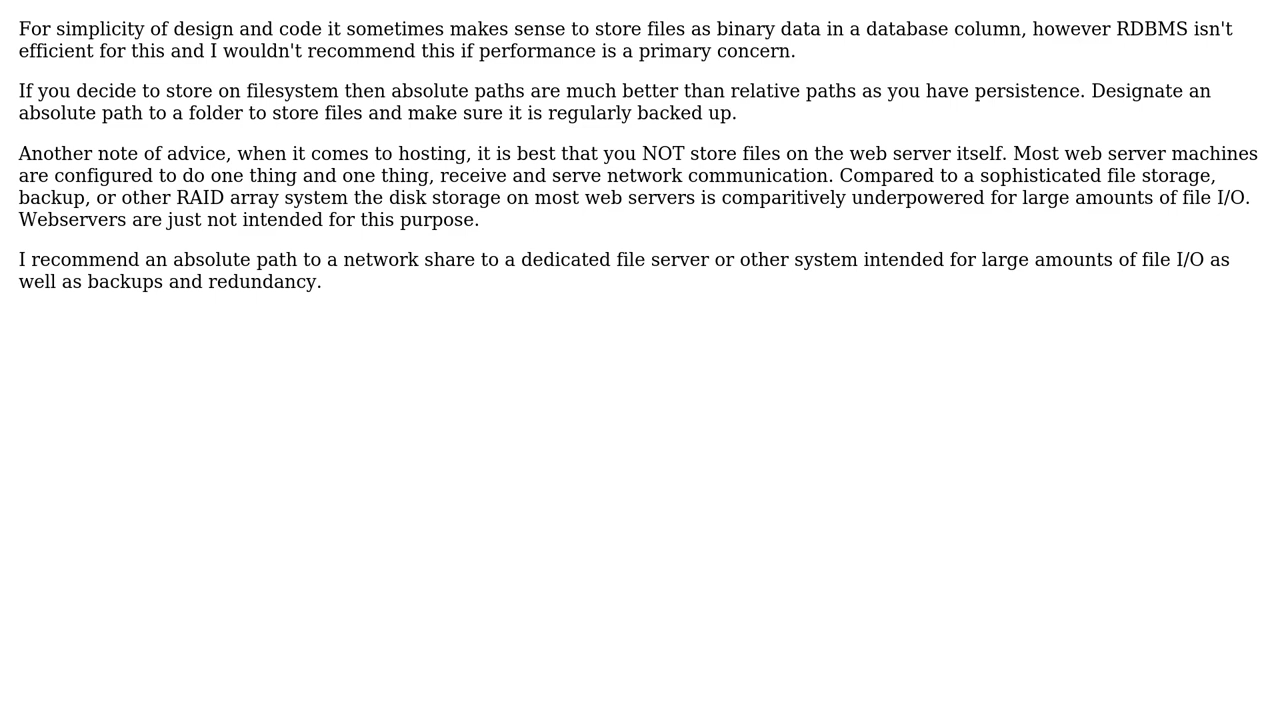 For simplicity of design and code it sometimes makes sense to store files as binary data in a database column, however RDBMS isn't
efficient for this and I wouldn't recommend this if performance is a primary concern.
If you decide to store on filesystem then absolute paths are much better than relative paths as you have persistence. Designate an
absolute path to a folder to store files and make sure it is regularly backed up.
Another note of advice, when it comes to hosting, it is best that you NOT store files on the web server itself. Most web server machines
are configured to do one thing and one thing, receive and serve network communication. Compared to a sophisticated file storage,
backup, or other RAID array system the disk storage on most web servers is comparitively underpowered for large amounts of file I/O.
Webservers are just not intended for this purpose.
I recommend an absolute path to a network share to a dedicated file server or other system intended for large amounts of file I/O as
well as backups and redundancy.